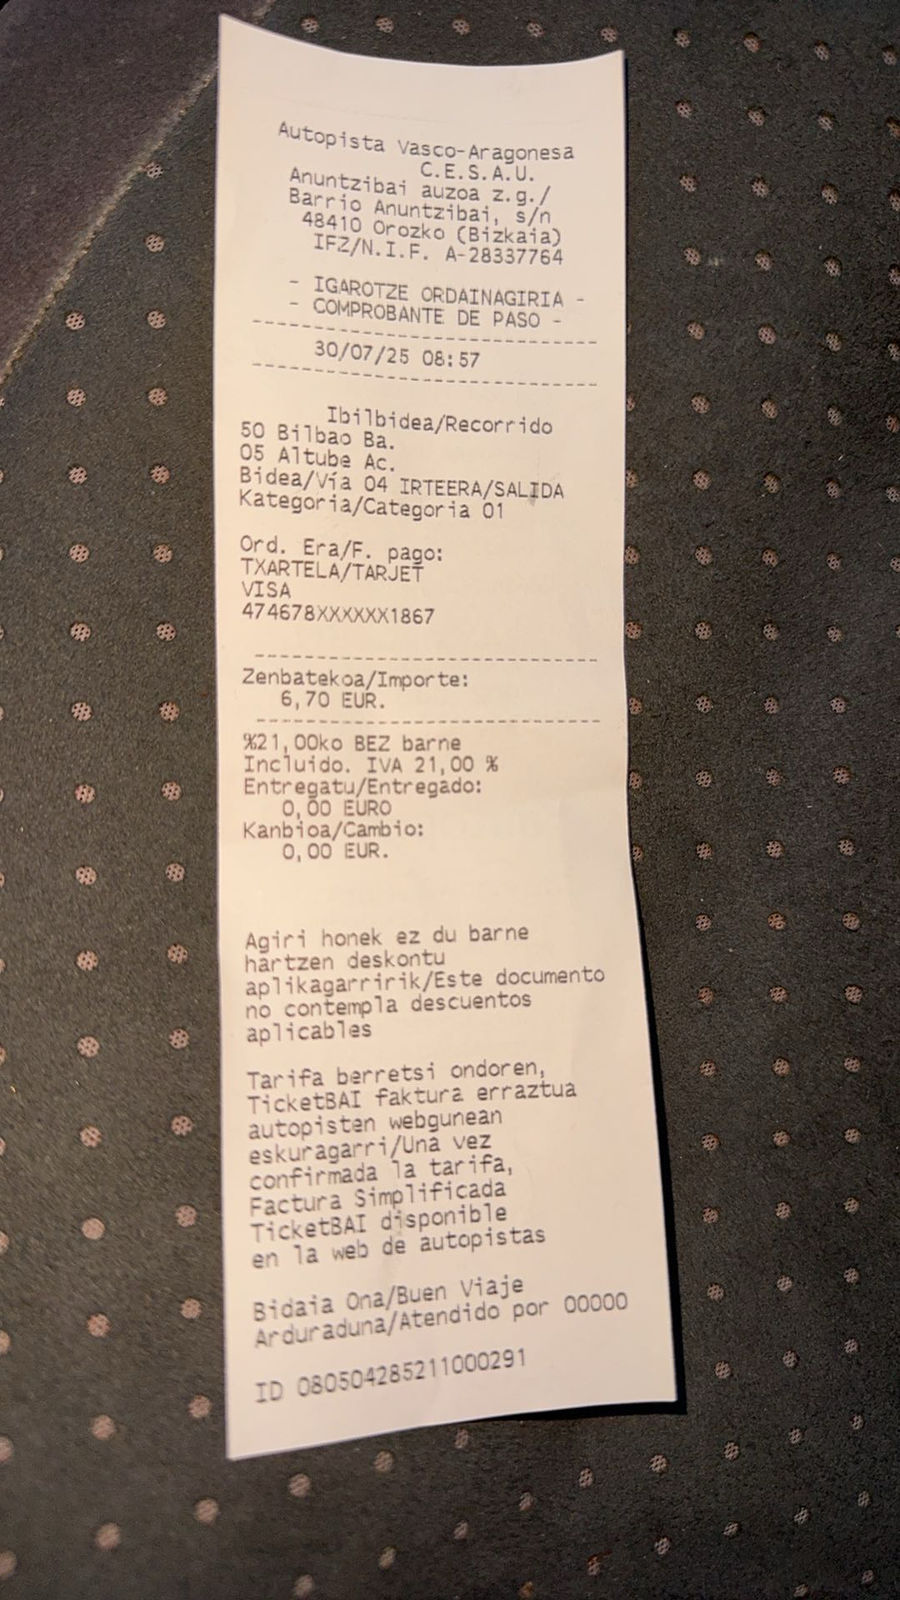 Autopista Vasco-Aragonesa
C.E.S.A.U.
Anuntzibai auzoa z.g./
Barrio Anuntzibai, s/n
48410 Orozko (Bizkaia)
IFZ/N.I.F. A-28337764
- IGAROTZE ORDAINAGIRIA -
- COMPROBANTE DE PASO -
30/07/25 08:57
Ibilbidea/Recorrido
50 Bilbao Ba.
05 Altube Ac.
Bidea/Vía 04 IRTEERA/SALIDA
Kategoria/Categoria 01
Ord. Era/F. pago:
TXARTELA/TARJET
VISA
474678XXXXXX1867
Zenbatekoa/Importe:
6,70 EUR.
%21,00ko BEZ barne
Incluido. IVA 21,00 %
Entregatu/Entregado:
0,00 EURO
Kanbioa/Cambio:
0,00 EUR.
Agiri honek ez du barne
hartzen deskontu
aplikagarririk/Este documento
no contempla descuentos
aplicables
Tarifa berretsi ondoren,
TicketBAI faktura erraztua
autopisten webgunean
eskuragarri/Una vez
confirmada la tarifa,
Factura Simplificada
TicketBAI disponible
en la web de autopistas
Bidaia Ona/Buen Viaje
Arduraduna/Atendido por 00000
ID 080504285211000291